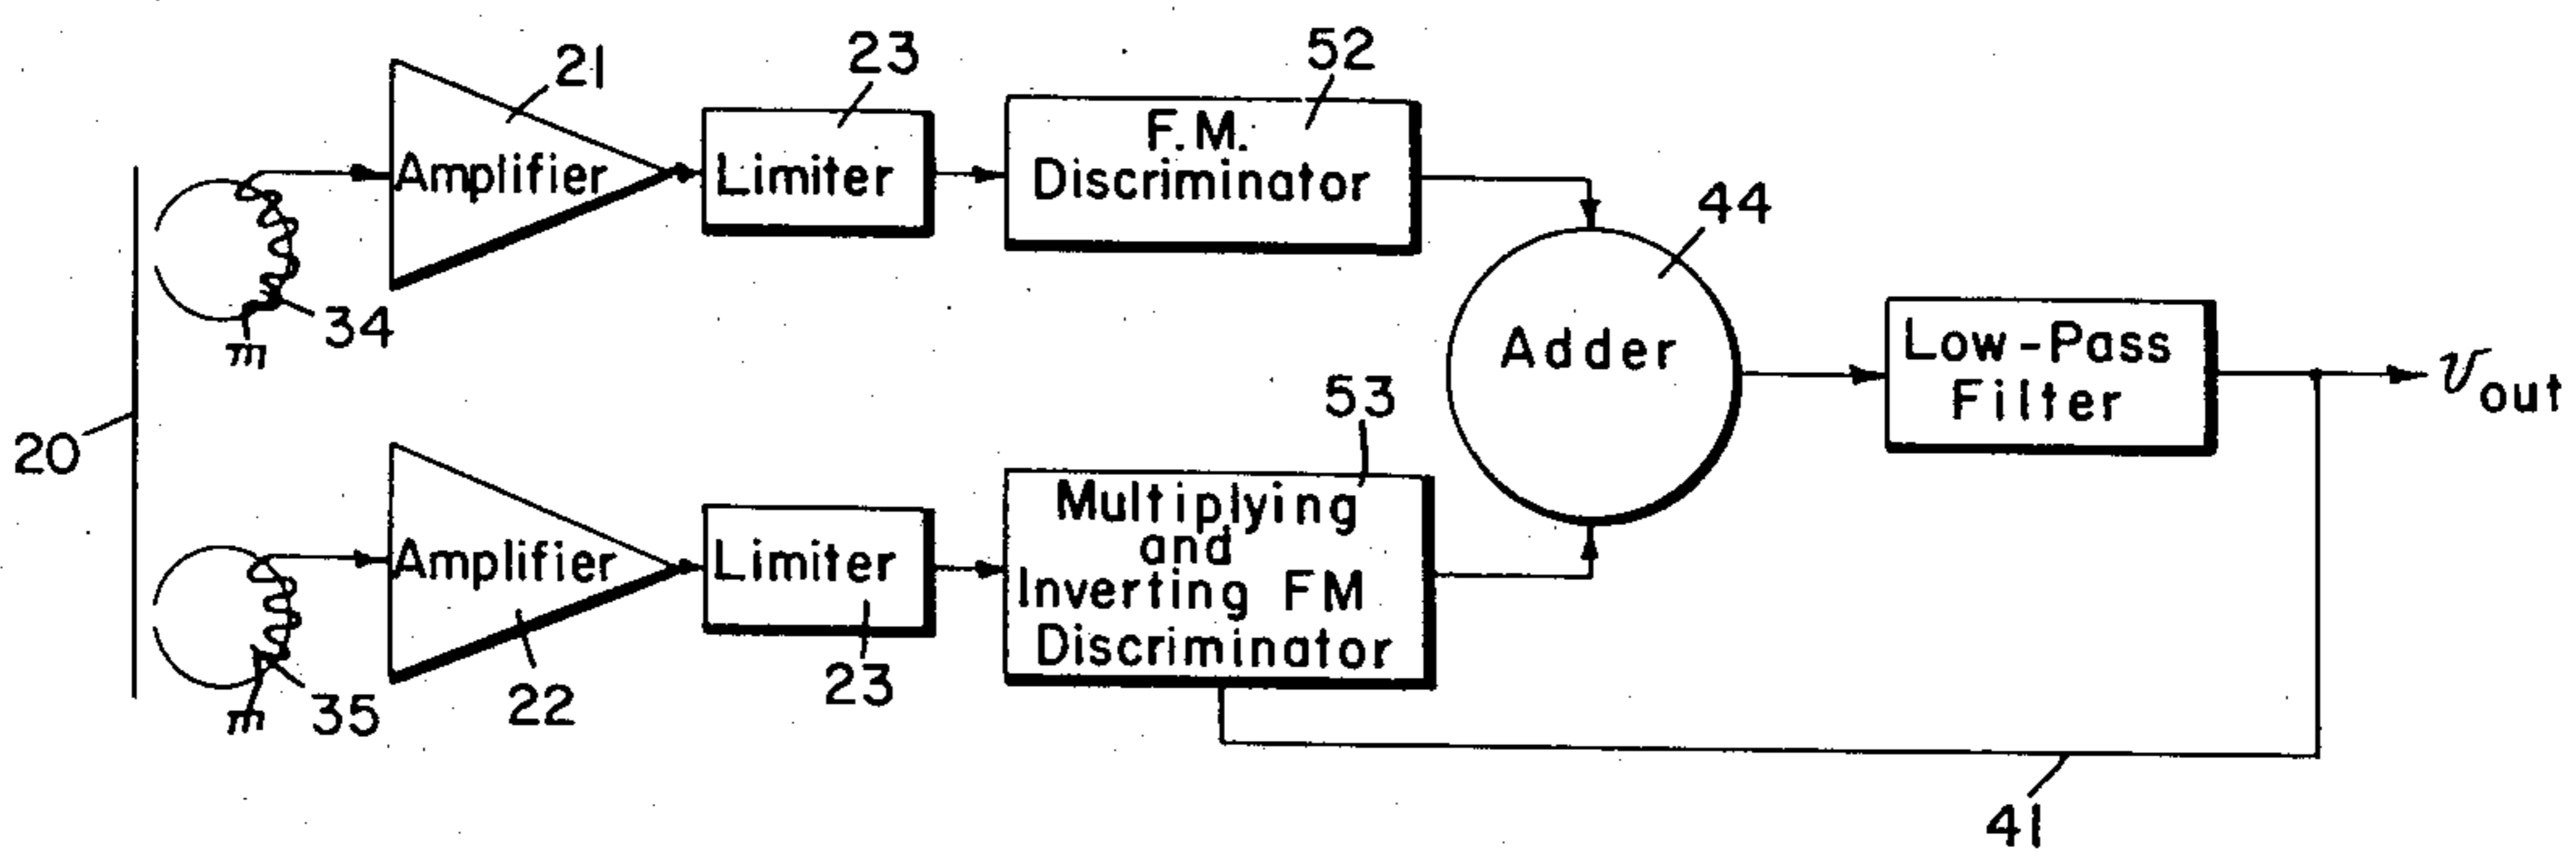 21
23
52
Amplifier
Limiter
F.M.
Discriminator
44
34
Adder
Low-Pass
Filter
v out
20
53
Amplifier
Limiter
Multiplying
and
Inverting FM
Discriminator
35
22
23
41